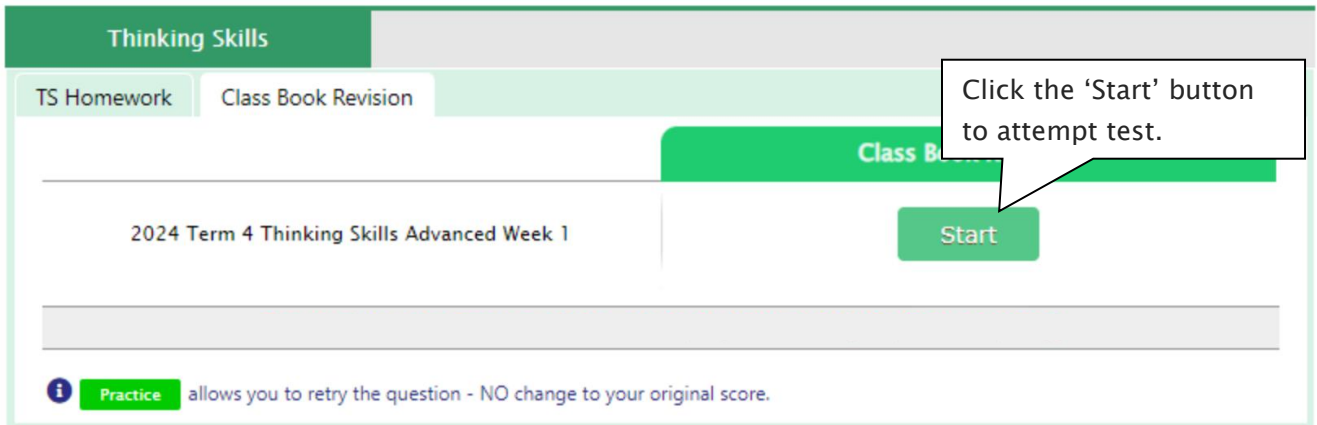 Thinking Skills
TS Homework Class Book Revision
Click the ‘Start’ button
to attempt test.
Class
2024 Term 4 Thinking Skills Advanced Week 1
Start
Practice allows you to retry the question - NO change to your original score.